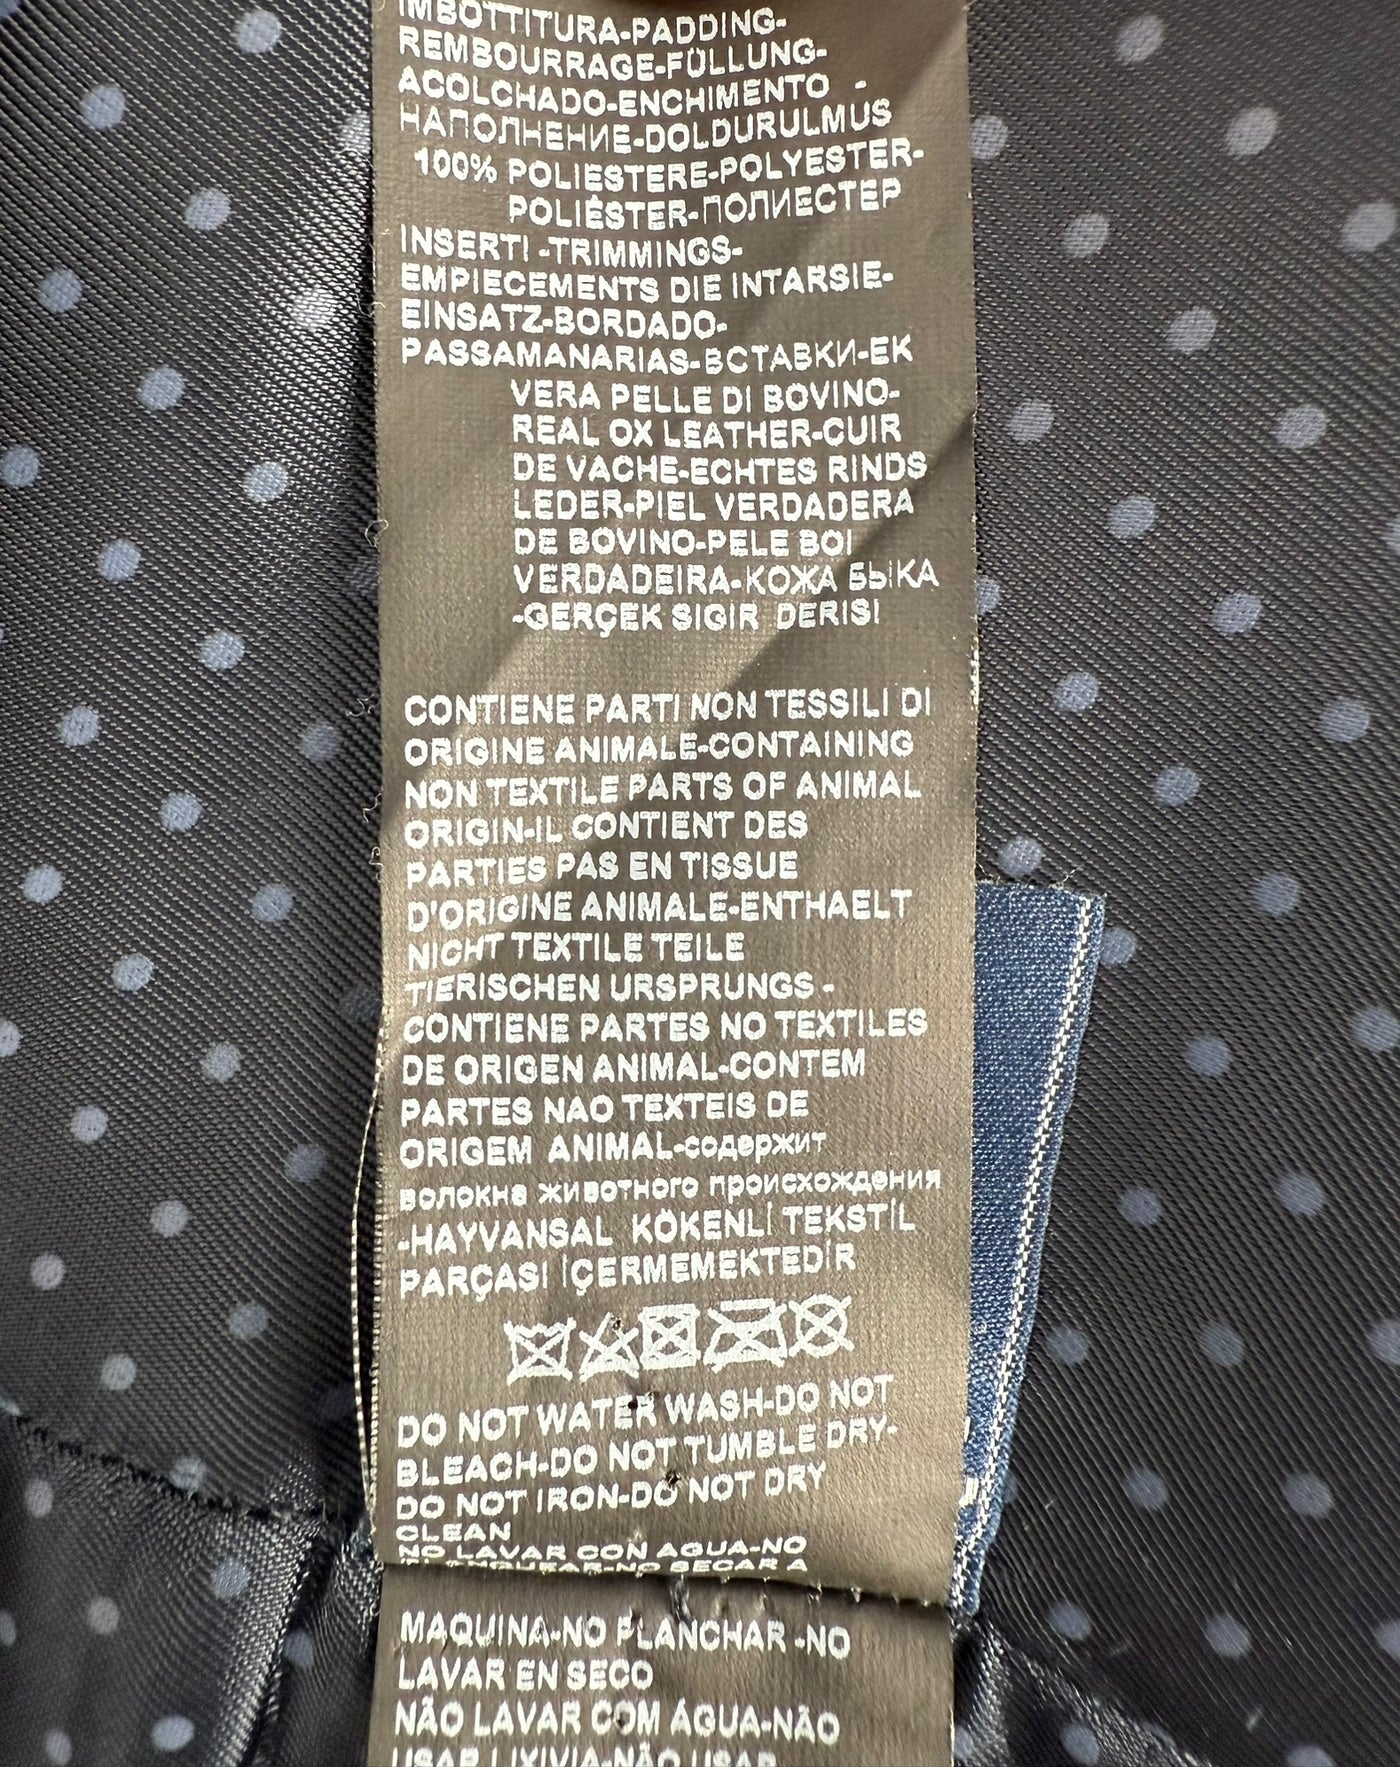 IMBOTTITURA-PADDING-
REMBOURRAGE-FÜLLUNG-
ACOLCHADO-ENCHIMENTO -
НАПОЛНЕНИЕ-DOLDURULMUS
100% POLIESTERE-POLYESTER-
POLIÉSTER-ПОЛИЕСТЕР
INSERTI -TRIMMINGS-
EMPIECEMENTS DIE INTARSIE-
EINSATZ-BORDADO-
PASSAMANARIAS-ВСТАВКИ-EK
VERA PELLE DI BOVINO-
REAL OX LEATHER-CUIR
DE VACHE-ECHTES RINDS
LEDER-PIEL VERDADERA
DE BOVINO-PELE BOI
VERDADEIRA-КОЖА БЫКА
-GERÇEK SIGIR DERISI
CONTIENE PARTI NON TESSILI DI
ORIGINE ANIMALE-CONTAINING
NON TEXTILE PARTS OF ANIMAL
ORIGIN-IL CONTIENT DES
PARTIES PAS EN TISSUE
D'ORIGINE ANIMALE-ENTHAELT
NICHT TEXTILE TEILE
TIERISCHEN URSPRUNGS -
CONTIENE PARTES NO TEXTILES
DE ORIGEN ANIMAL-CONTEM
PARTES NAO TEXTEIS DE
ORIGEM ANIMAL-содержит
волокна животного происхождения
-HAYVANSAL KÖKENLİ TEKSTİL
PARÇASI İÇERMEMEKTEDİR
DO NOT WATER WASH-DO NOT
BLEACH-DO NOT TUMBLE DRY-
DO NOT IRON-DO NOT DRY
CLEAN
NO LAVAR CON AGUA-NO
BLANQUEAR-NO SECAR A
MAQUINA-NO PLANCHAR -NO
LAVAR EN SECO
NÃO LAVAR COM ÁGUA-NÃO
USAR LIXIVIA-NÃO USAR